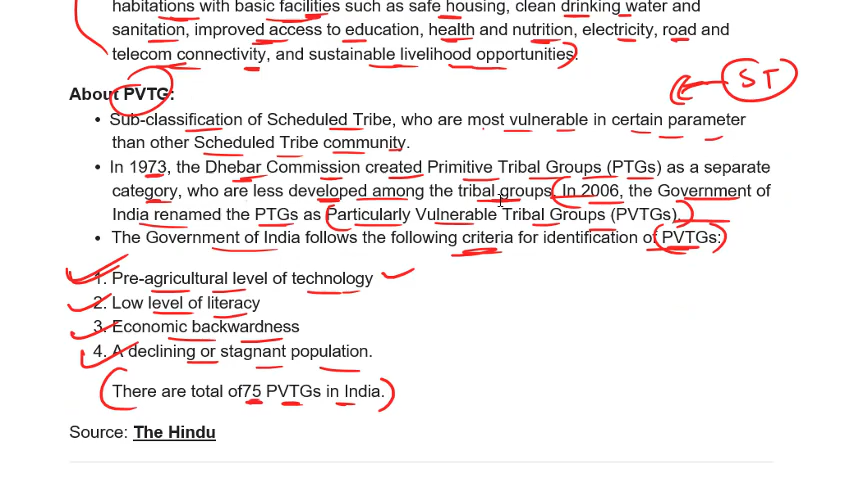 habitations with basic facilities such as safe housing, clean drinking water and
sanitation, improved access to education, health and nutrition, electricity, road and
telecom connectivity, and sustainable livelihood opportunities.
ST
About PVTG:
• Sub-classification of Scheduled Tribe, who are most vulnerable in certain parameter
than other Scheduled Tribe community.
• In 1973, the Dhebar Commission created Primitive Tribal Groups (PTGs) as a separate
category, who are less developed among the tribal groups. In 2006, the Government of
India renamed the PTGs as Particularly Vulnerable Tribal Groups (PVTGs).
• The Government of India follows the following criteria for identification of PVTGs:
1. Pre-agricultural level of technology
2. Low level of literacy
3. Economic backwardness
4. A declining or stagnant population.
There are total of75 PVTGs in India.
Source: The Hindu